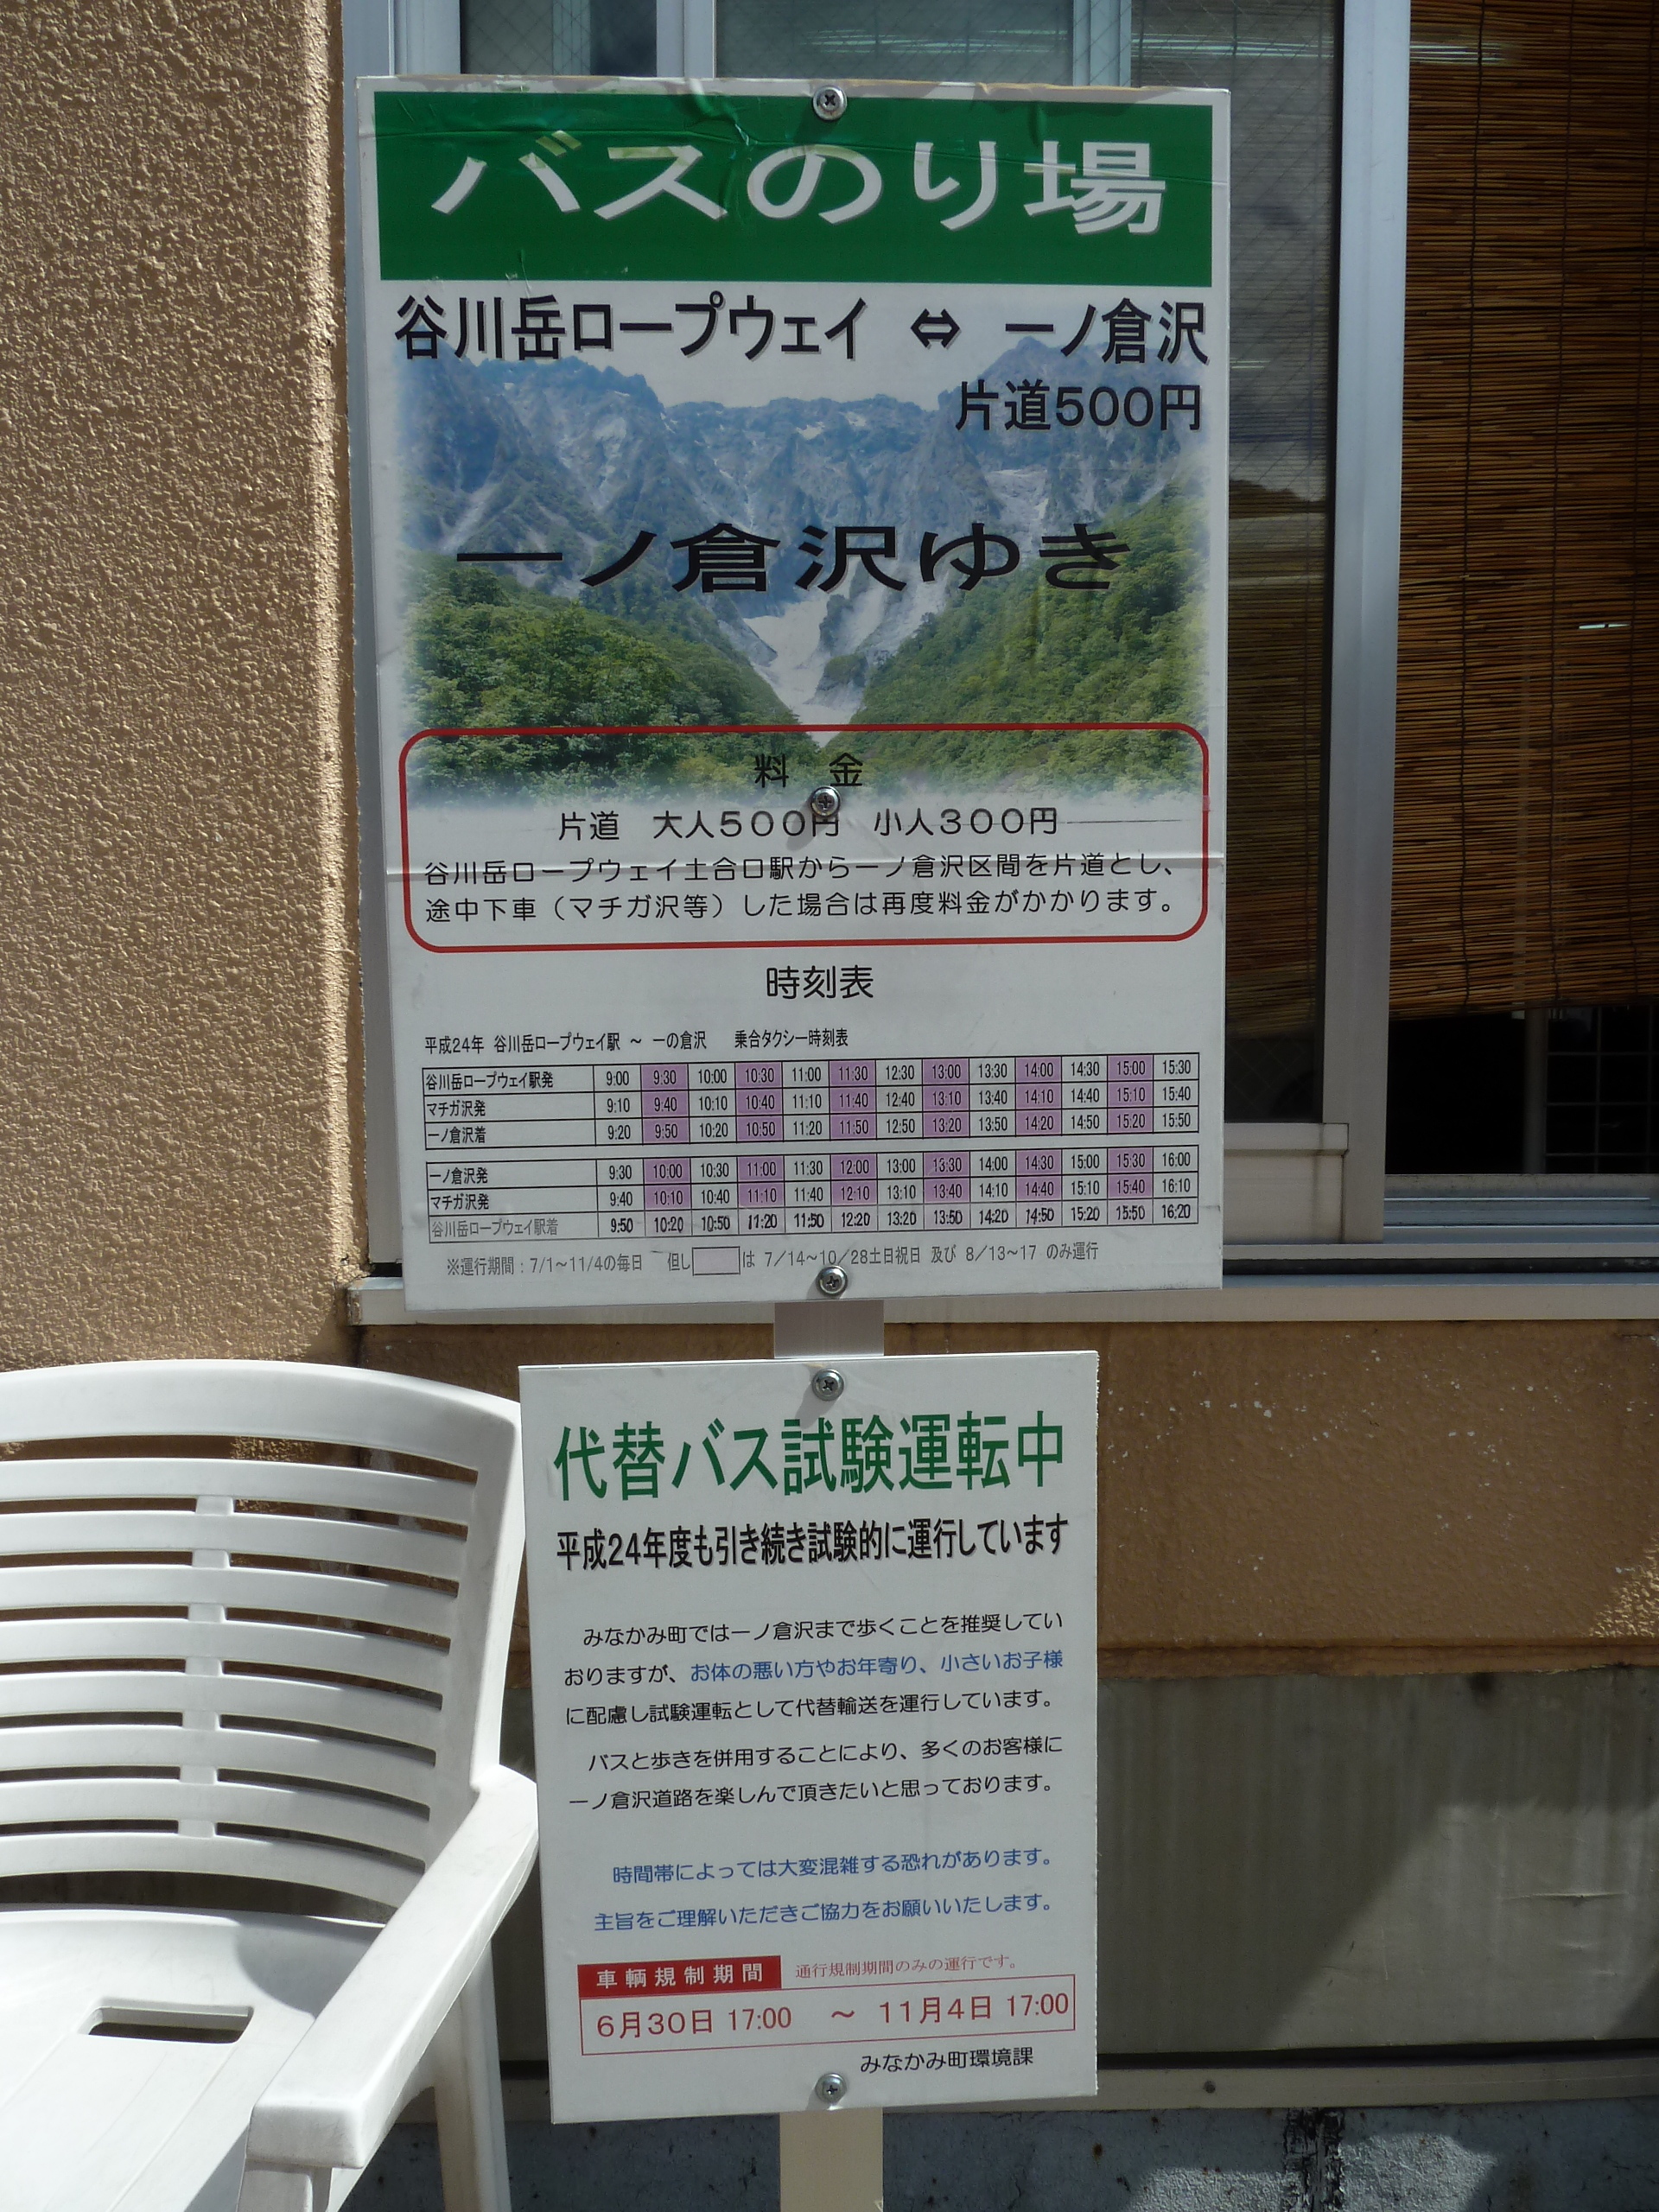 バスのり場
谷川岳ロープウェイ ⇔ 一ノ倉沢
片道500円
一ノ倉沢ゆき
料 金
片道 大人500円 小人300円
谷川岳ロープウェイ土合口駅から一ノ倉沢区間を片道とし、
途中下車（マチガ沢等）した場合は再度料金がかかります。
時刻表
平成24年 谷川岳ロープウェイ駅 ～ 一の倉沢 乗合タクシー時刻表
谷川岳ロープウェイ駅発 9:00 9:30 10:00 10:30 11:00 11:30 12:30 13:00 13:30 14:00 14:30 15:00 15:30
マチガ沢発 9:10 9:40 10:10 10:40 11:10 11:40 12:40 13:10 13:40 14:10 14:40 15:10 15:40
一ノ倉沢着 9:20 9:50 10:20 10:50 11:20 11:50 12:50 13:20 13:50 14:20 14:50 15:20 15:50
一ノ倉沢発 9:30 10:00 10:30 11:00 11:30 12:00 13:00 13:30 14:00 14:30 15:00 15:30 16:00
マチガ沢発 9:40 10:10 10:40 11:10 11:40 12:10 13:10 13:40 14:10 14:40 15:10 15:40 16:10
谷川岳ロープウェイ駅着 9:50 10:20 10:50 11:20 11:50 12:20 13:20 13:50 14:20 14:50 15:20 15:50 16:20
※運行期間：7/1～11/4の毎日 但し は 7/14～10/28土日祝日 及び 8/13～17 のみ運行
代替バス試験運転中
平成24年度も引き続き試験的に運行しています
みなかみ町では一ノ倉沢まで歩くことを推奨してい
おりますが、お体の悪い方やお年寄り、小さいお子様
に配慮し試験運転として代替輸送を運行しています。
バスと歩きを併用することにより、多くのお客様に
一ノ倉沢道路を楽しんで頂きたいと思っております。
時間帯によっては大変混雑する恐れがあります。
主旨をご理解いただきご協力をお願いいたします。
車輌規制期間 通行規制期間のみの運行です。
6月30日 17:00 ～ 11月4日 17:00
みなかみ町環境課